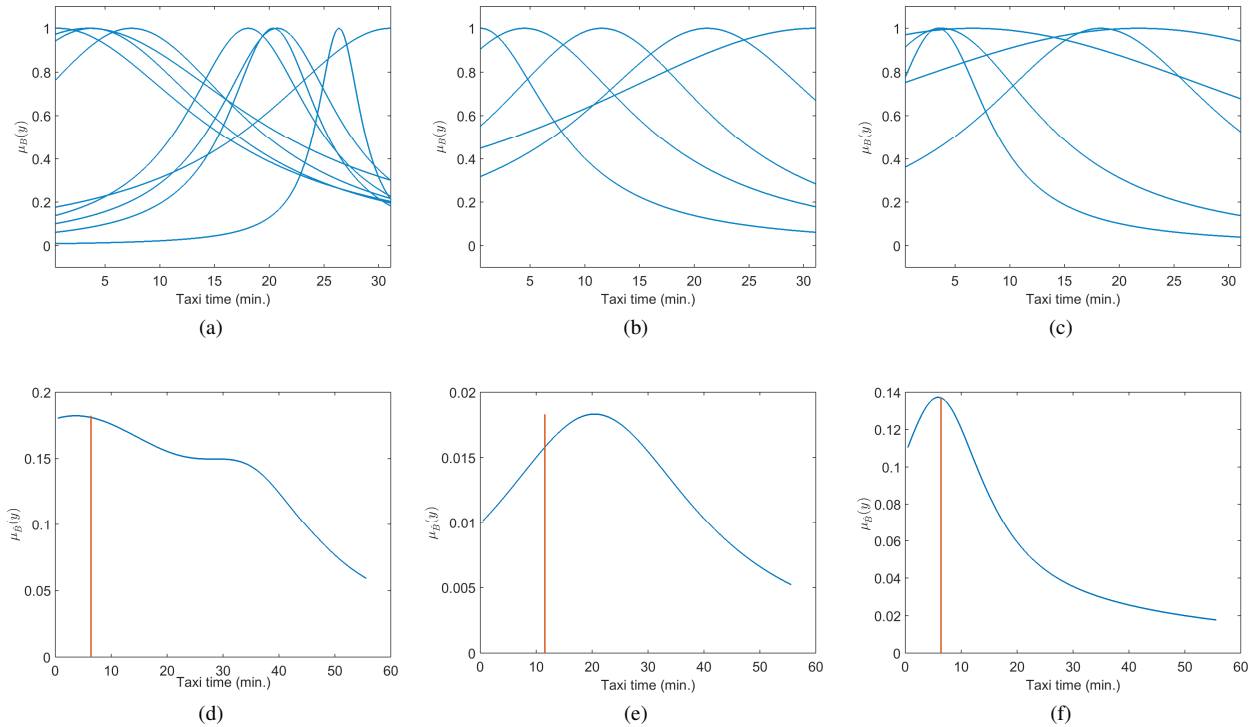 1
0.8
0.6
0.4
0.2
0
μ_B(y)
5 10 15 20 25 30
Taxi time (min.)
(a)
1
0.8
0.6
0.4
0.2
0
μ_B(y)
5 10 15 20 25 30
Taxi time (min.)
(b)
1
0.8
0.6
0.4
0.2
0
μ_B(y)
5 10 15 20 25 30
Taxi time (min.)
(c)
0.2
0.15
0.1
0.05
0
μ_B̂(y)
0 10 20 30 40 50 60
Taxi time (min.)
(d)
0.02
0.015
0.01
0.005
0
μ_B̂(y)
0 10 20 30 40 50 60
Taxi time (min.)
(e)
0.14
0.12
0.1
0.08
0.06
0.04
0.02
0
μ_B̂(y)
0 10 20 30 40 50 60
Taxi time (min.)
(f)